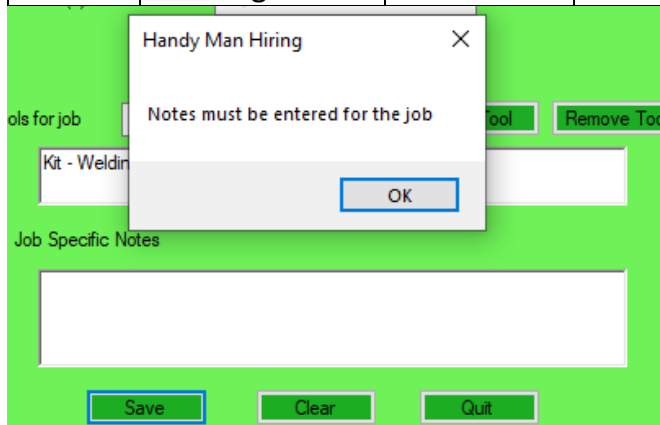 Handy Man Hiring
Notes must be entered for the job
ols for job
Tool
Remove Too
Kit - Weldin
OK
Job Specific Notes
Save Clear Quit